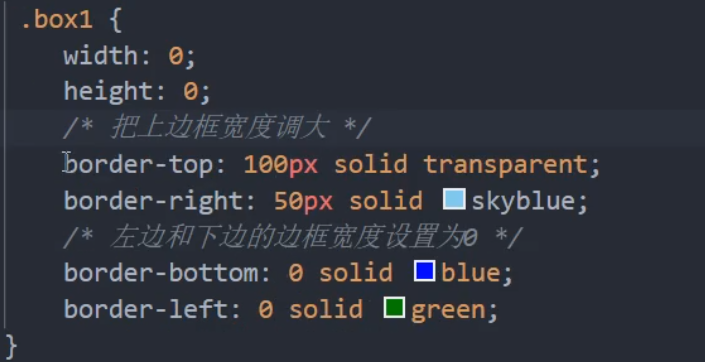 .box1 {
width: 0;
height: 0;
/* 把上边框宽度调大 */
border-top: 100px solid transparent;
border-right: 50px solid skyblue;
/* 左边和下边的边框宽度设置为0 */
border-bottom: 0 solid blue;
border-left: 0 solid green;
}